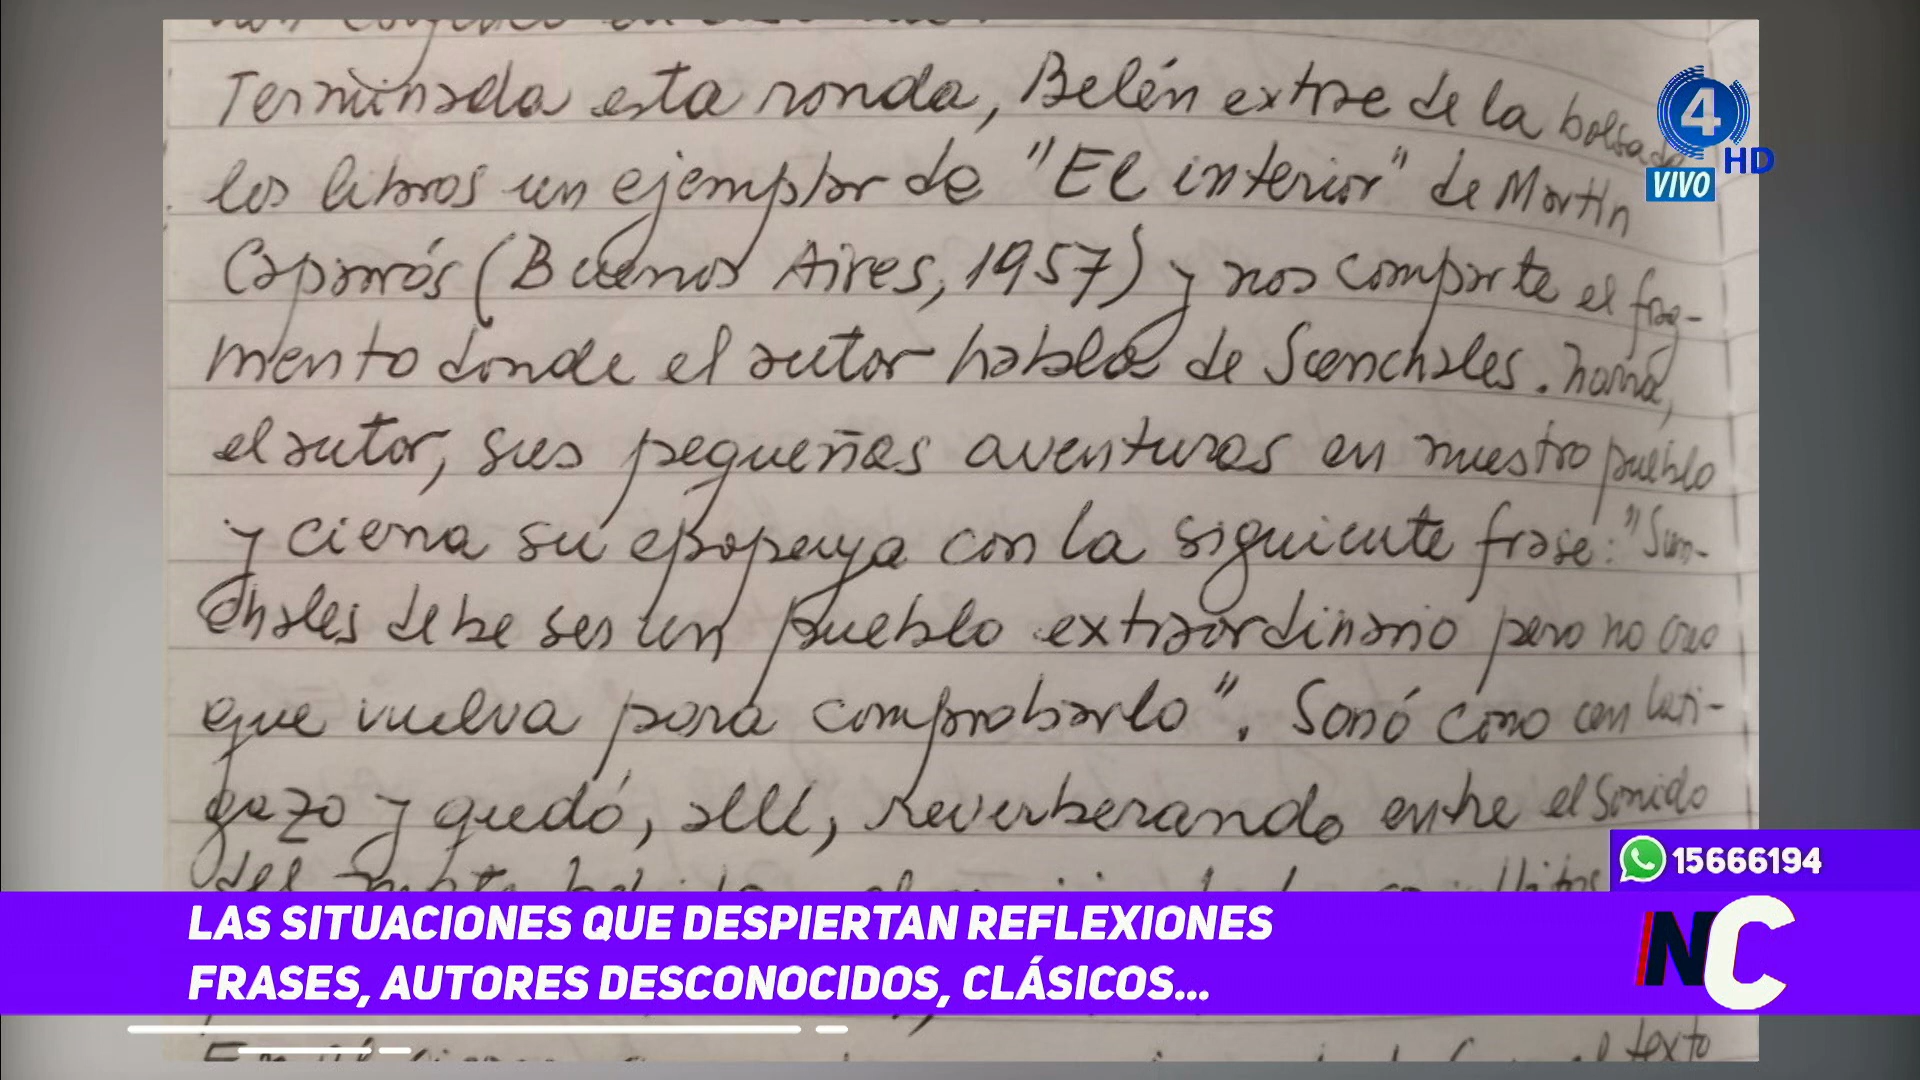 Terminada esta ronda, Belén extrae de la bolsa de
los libros un ejemplar de "El interior" de Martín
Caparrós (Buenos Aires, 1957) y nos comparte el frag-
mento donde el autor habla de Sunchales. Narra,
el autor, sus pequeñas aventuras en nuestro pueblo
y cierra su epopeya con la siguiente frase: "Sun-
chales debe ser un pueblo extraordinario pero no creo
que vuelva para comprobarlo". Sonó como un lati-
gazo y quedó, allí, reverberando entre el sonido
del
texto
4
HD
VIVO
15666194
LAS SITUACIONES QUE DESPIERTAN REFLEXIONES
FRASES, AUTORES DESCONOCIDOS, CLÁSICOS...
NC